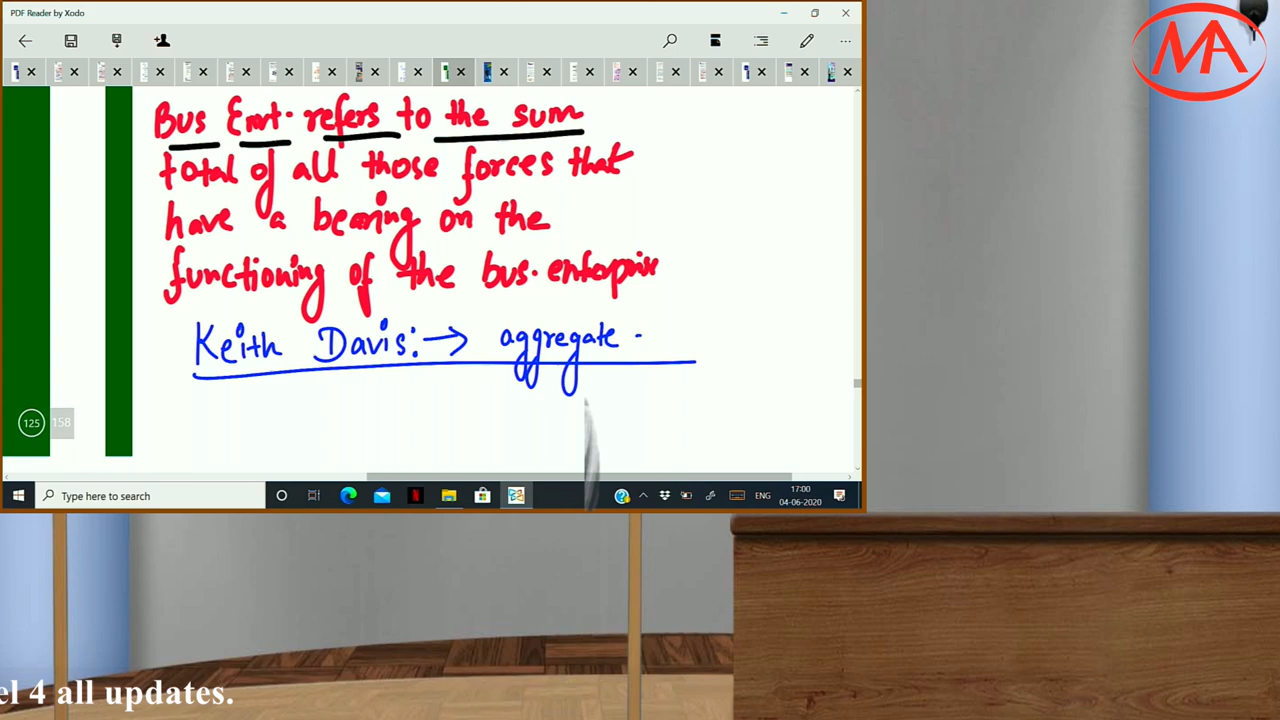 PDF Reader by Xodo
MA
Bus Emt. refers to the sum
total of all those forces that
have a bearing on the
functioning of the bus. enterprise
Keith Davis:→ aggregate -
125
158
Type here to search
ENG
17:00
04-06-2020
el 4 all updates.